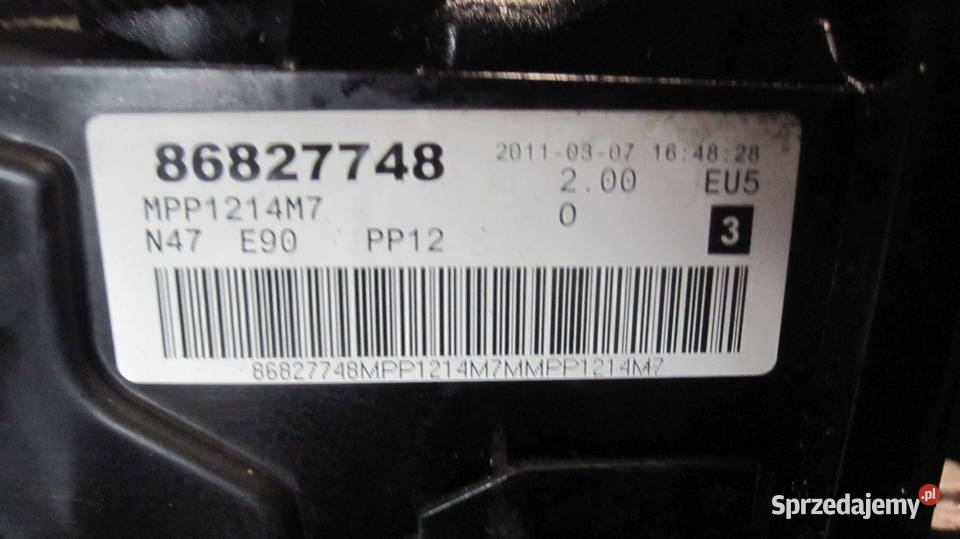 86827748 2011-03-07 16:48:28
MPP1214M7 2.00 EU5
N47 E90 PP12 0 3
86827748MPP1214M7MMPP1214M7
Sprzedajemy.pl